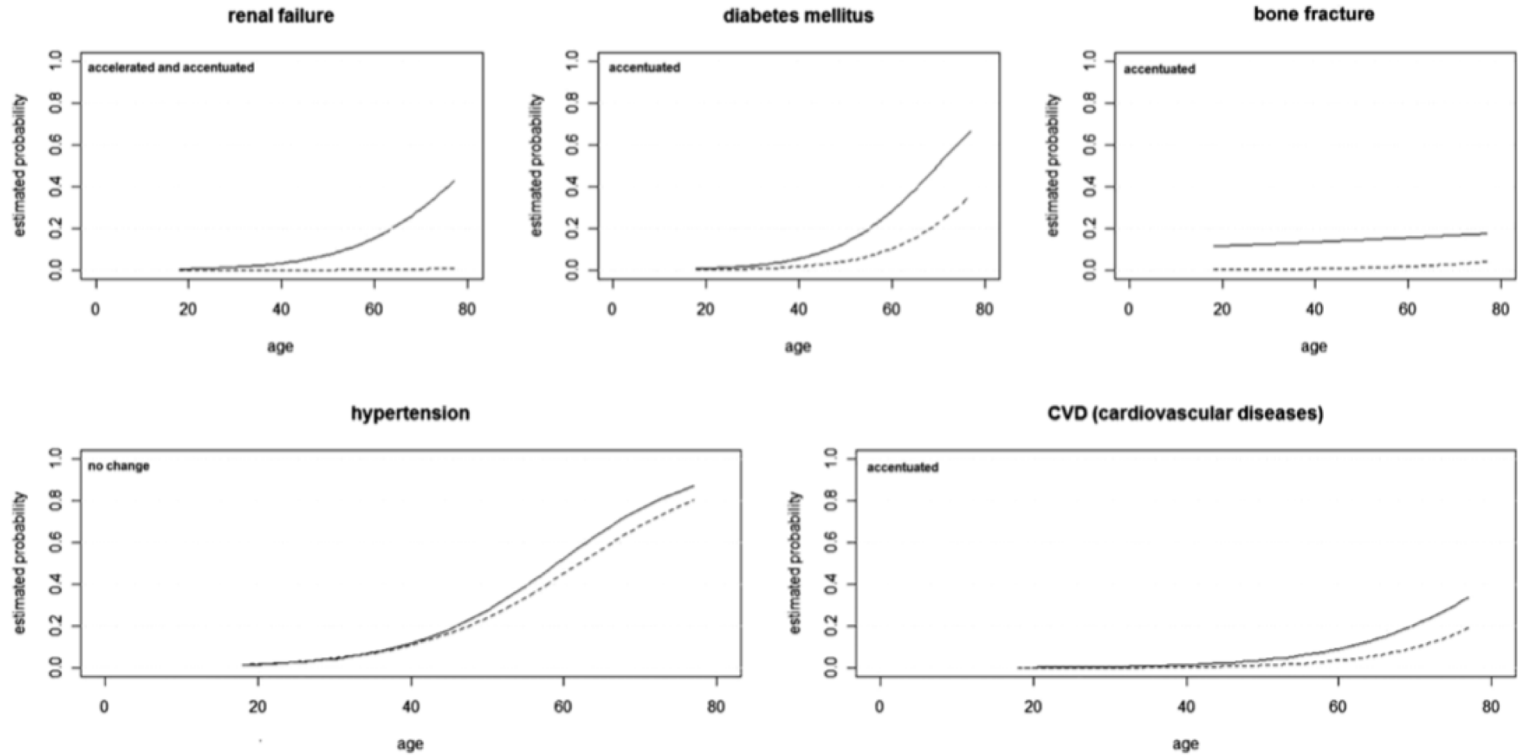 renal failure
diabetes mellitus
bone fracture
accelerated and accentuated
accentuated
accentuated
estimated probability
estimated probability
estimated probability
0.0 0.2 0.4 0.6 0.8 1.0
0.0 0.2 0.4 0.6 0.8 1.0
0.0 0.2 0.4 0.6 0.8 1.0
0 20 40 60 80
0 20 40 60 80
0 20 40 60 80
age
age
age
hypertension
CVD (cardiovascular diseases)
no change
accentuated
estimated probability
estimated probability
0.0 0.2 0.4 0.6 0.8 1.0
0.0 0.2 0.4 0.6 0.8 1.0
0 20 40 60 80
0 20 40 60 80
age
age